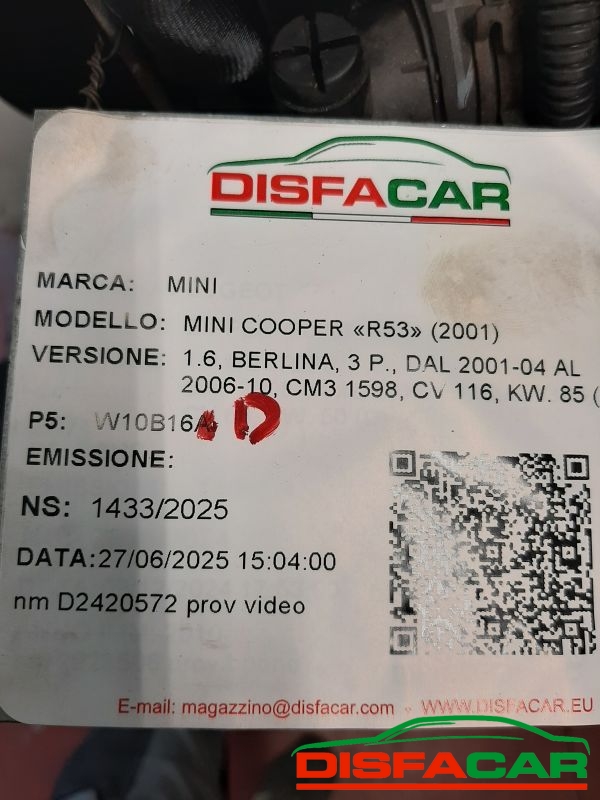 DISFACAR
MARCA: MINI
MODELLO: MINI COOPER «R53» (2001)
VERSIONE: 1.6, BERLINA, 3 P., DAL 2001-04 AL
2006-10, CM3 1598, CV 116, KW. 85 (
P5: W10B16A D
EMISSIONE:
NS: 1433/2025
DATA:27/06/2025 15:04:00
nm D2420572 prov video
E-mail: magazzino@disfacar.com - WWW.DISFACAR.EU
DISFACAR